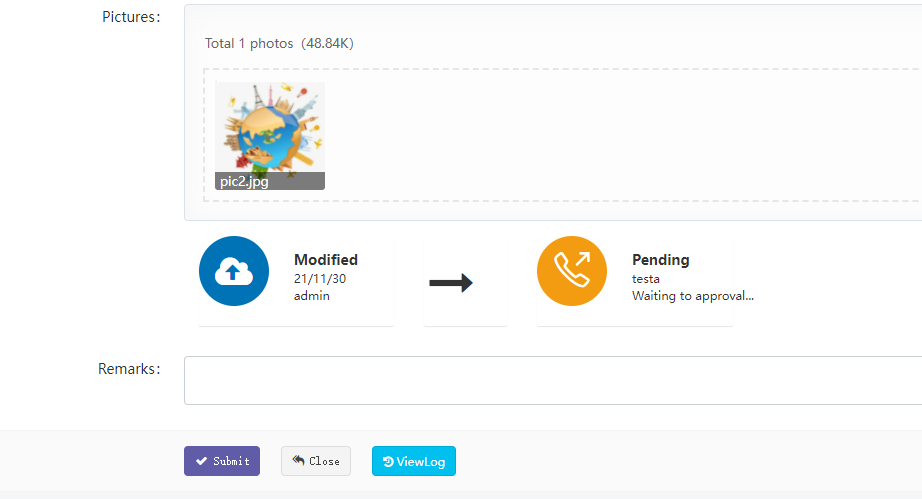 Pictures:
Total 1 photos (48.84K)
pic2.jpg
Modified
21/11/30
admin
Pending
testa
Waiting to approval...
Remarks:
Submit
Close
ViewLog